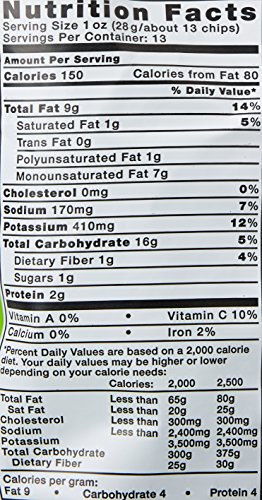 Nutrition Facts
Serving Size 1 oz (28g/about 13 chips)
Servings Per Container: 13
Amount Per Serving
Calories 150 Calories from Fat 80
% Daily Value*
Total Fat 9g 14%
Saturated Fat 1g 5%
Trans Fat 0g
Polyunsaturated Fat 1g
Monounsaturated Fat 7g
Cholesterol 0mg 0%
Sodium 170mg 7%
Potassium 410mg 12%
Total Carbohydrate 16g 5%
Dietary Fiber 1g 4%
Sugars 1g
Protein 2g
Vitamin A 0% • Vitamin C 10%
Calcium 0% • Iron 2%
*Percent Daily Values are based on a 2,000 calorie
diet. Your daily values may be higher or lower
depending on your calorie needs:
Calories: 2,000 2,500
Total Fat Less than 65g 80g
Sat Fat Less than 20g 25g
Cholesterol Less than 300mg 300mg
Sodium Less than 2,400mg 2,400mg
Potassium 3,500mg 3,500mg
Total Carbohydrate 300g 375g
Dietary Fiber 25g 30g
Calories per gram:
Fat 9 • Carbohydrate 4 • Protein 4